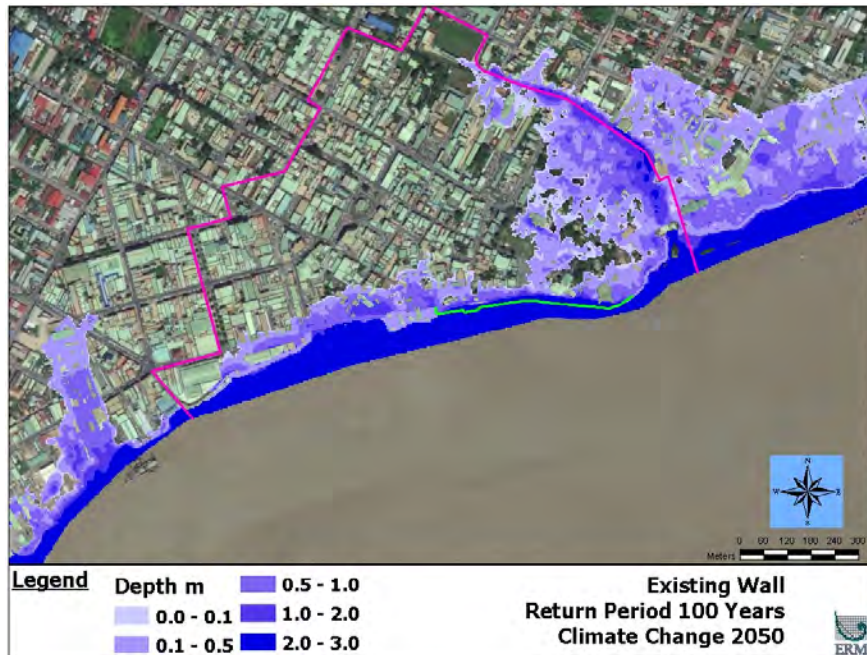 N
W E
S
0 60 120 180 240 300
Meters
Legend
Depth m
0.0 - 0.1
0.1 - 0.5
0.5 - 1.0
1.0 - 2.0
2.0 - 3.0
Existing Wall
Return Period 100 Years
Climate Change 2050
ERM